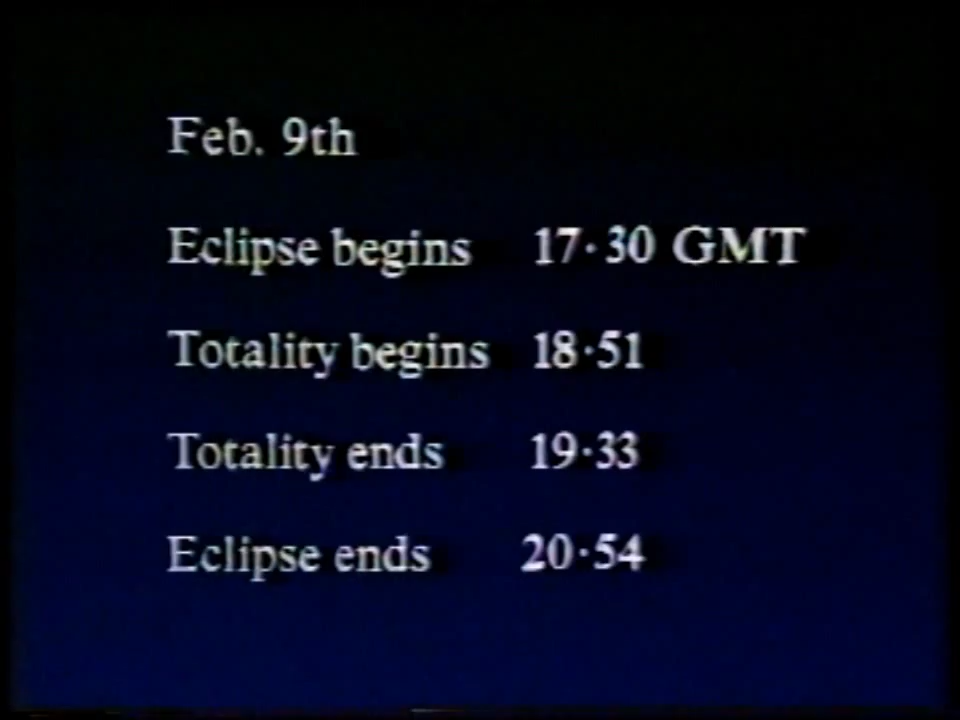 Feb. 9th
Eclipse begins 17·30 GMT
Totality begins 18·51
Totality ends 19·33
Eclipse ends 20·54